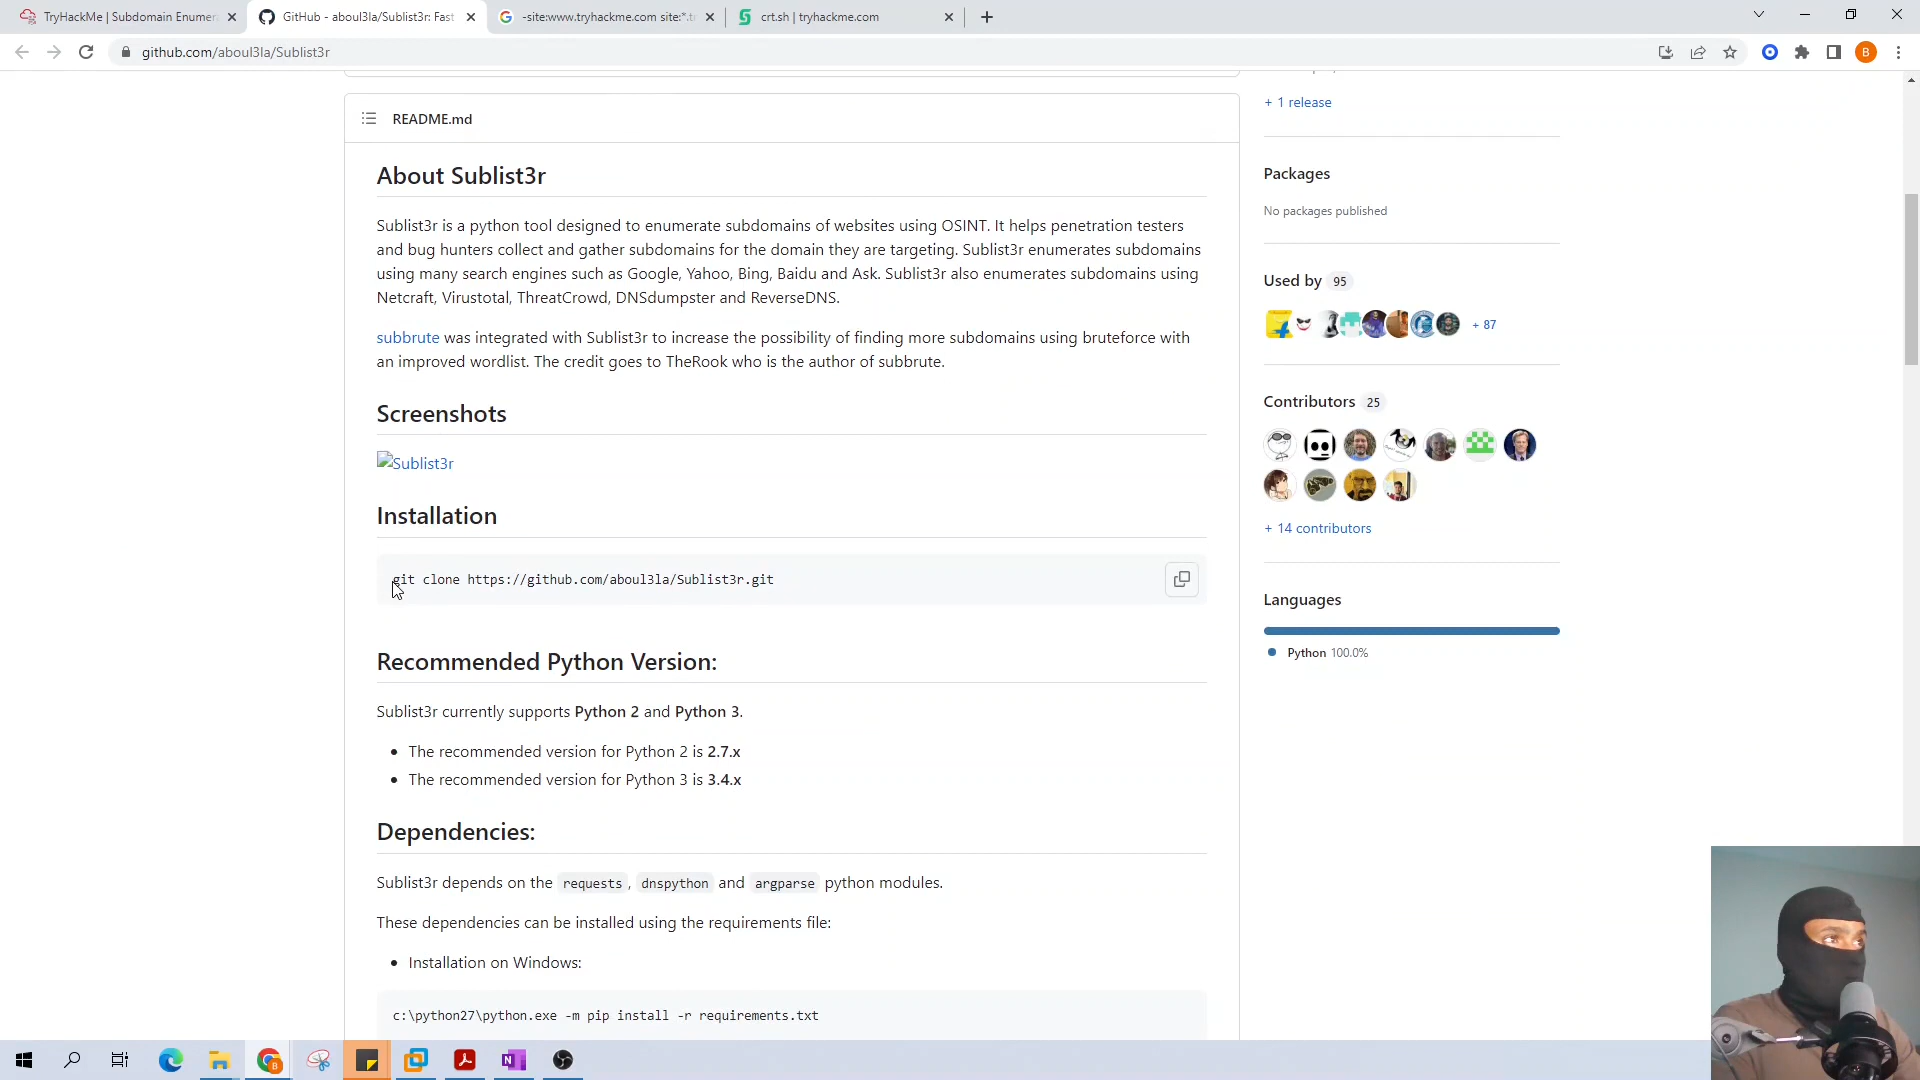 TryHackMe | Subdomain Enumer
GitHub - aboul3la/Sublist3r: Fast
-site:www.tryhackme.com site:*.tr
crt.sh | tryhackme.com
github.com/aboul3la/Sublist3r
B
README.md
About Sublist3r
Sublist3r is a python tool designed to enumerate subdomains of websites using OSINT. It helps penetration testers
and bug hunters collect and gather subdomains for the domain they are targeting. Sublist3r enumerates subdomains
using many search engines such as Google, Yahoo, Bing, Baidu and Ask. Sublist3r also enumerates subdomains using
Netcraft, Virustotal, ThreatCrowd, DNSdumpster and ReverseDNS.
subbrute was integrated with Sublist3r to increase the possibility of finding more subdomains using bruteforce with
an improved wordlist. The credit goes to TheRook who is the author of subbrute.
Screenshots
Sublist3r
Installation
git clone https://github.com/aboul3la/Sublist3r.git
Recommended Python Version:
Sublist3r currently supports Python 2 and Python 3.
The recommended version for Python 2 is 2.7.x
The recommended version for Python 3 is 3.4.x
Dependencies:
Sublist3r depends on the requests, dnspython and argparse python modules.
These dependencies can be installed using the requirements file:
Installation on Windows:
c:\python27\python.exe -m pip install -r requirements.txt
+ 1 release
Packages
No packages published
Used by 95
+ 87
Contributors 25
+ 14 contributors
Languages
Python 100.0%